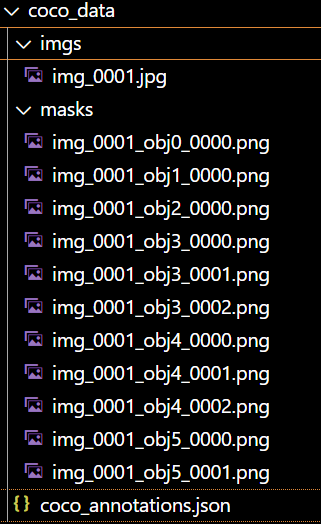 coco_data
imgs
img_0001.jpg
masks
img_0001_obj0_0000.png
img_0001_obj1_0000.png
img_0001_obj2_0000.png
img_0001_obj3_0000.png
img_0001_obj3_0001.png
img_0001_obj3_0002.png
img_0001_obj4_0000.png
img_0001_obj4_0001.png
img_0001_obj4_0002.png
img_0001_obj5_0000.png
img_0001_obj5_0001.png
{} coco_annotations.json